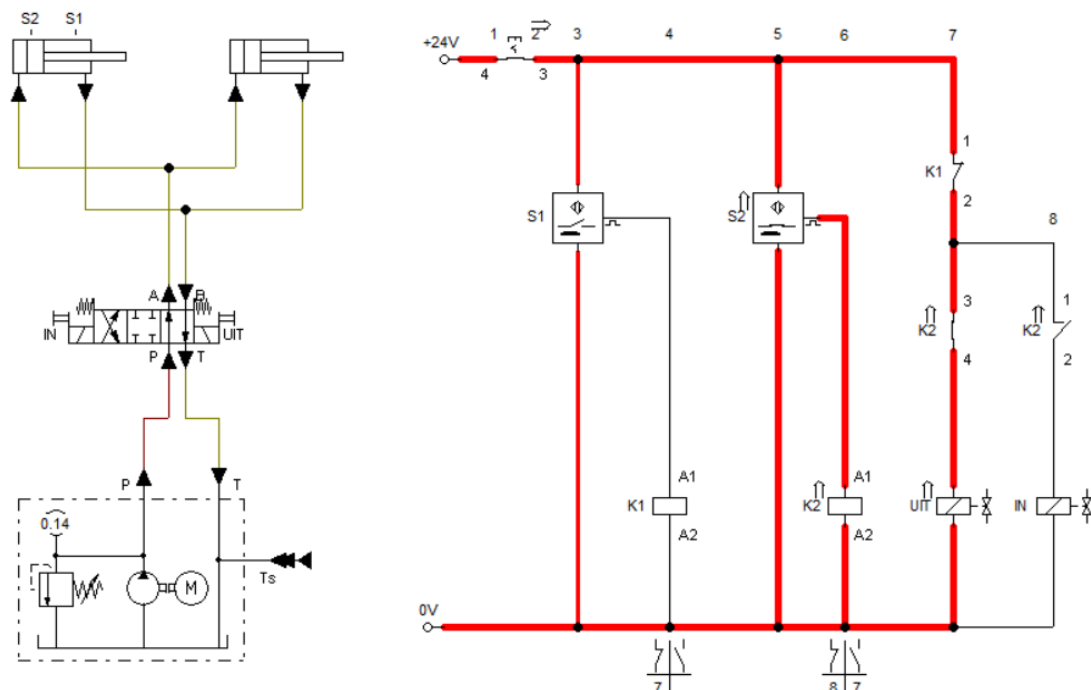 S2 S1
A B
IN UIT
P T
P T
0.14
M
Ts
1 2 3 4 5 6 7
+24V
4 3
1
S1 S2 K1
2
8
3 1
K2 K2
4 2
A1 A1
K1 K2 UIT IN
A2 A2
0V
7 8 7